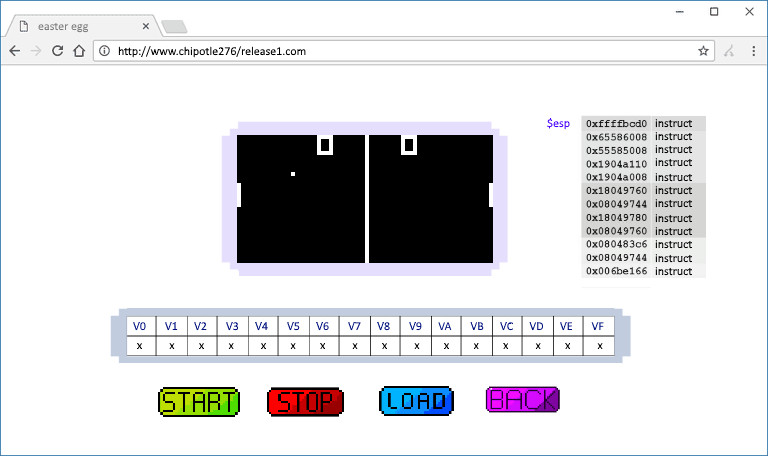 easter egg
http://www.chipotle276/release1.com
0 0
$esp
0xffffbcd0 instruct
0x65586008 instruct
0x55585008 instruct
0x1904a110 instruct
0x1904a008 instruct
0x18049760 instruct
0x08049744 instruct
0x18049780 instruct
0x08049760 instruct
0x080483c6 instruct
0x08049744 instruct
0x006be166 instruct
V0 V1 V2 V3 V4 V5 V6 V7 V8 V9 VA VB VC VD VE VF
x x x x x x x x x x x x x x x x
START STOP LOAD BACK